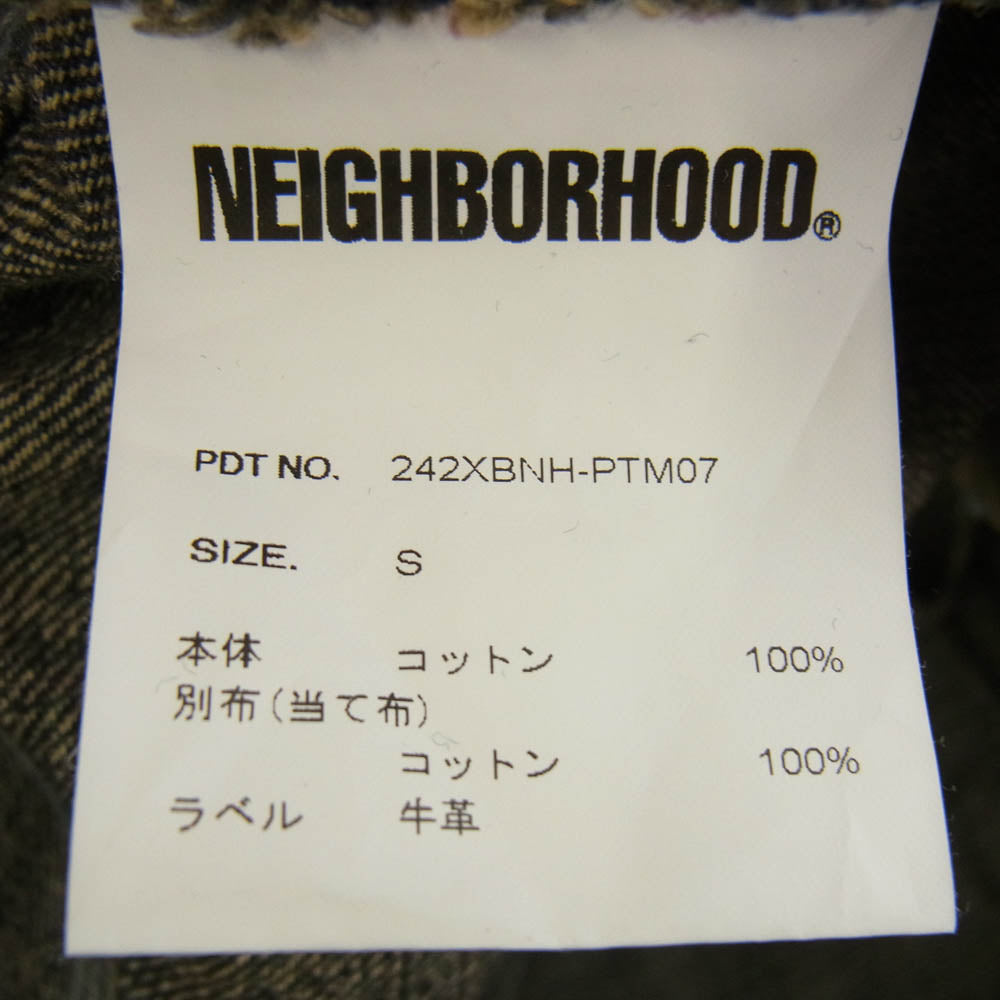 NEIGHBORHOOD®
PDT NO. 242XBNH-PTM07
SIZE. S
本体 コットン 100%
別布(当て布)
コットン 100%
ラベル 牛革